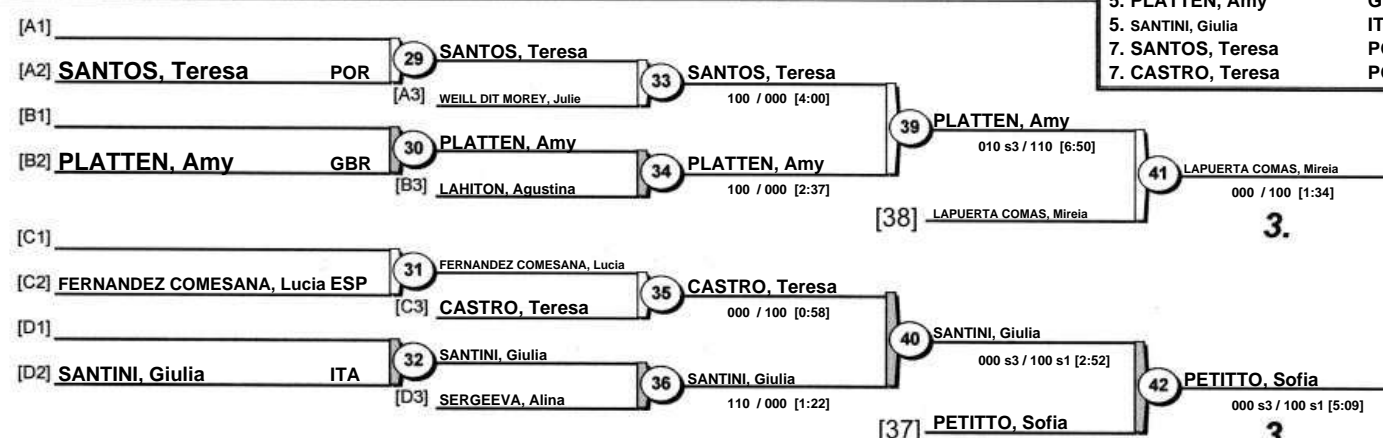 5. PLATTEN, Amy
5. SANTINI, Giulia
7. SANTOS, Teresa
7. CASTRO, Teresa
[A1]
[A2] SANTOS, Teresa POR
29
SANTOS, Teresa
[A3] WEILL DIT MOREY, Julie
33
SANTOS, Teresa
100 / 000 [4:00]
[B1]
[B2] PLATTEN, Amy GBR
30
PLATTEN, Amy
[B3] LAHITON, Agustina
34
PLATTEN, Amy
100 / 000 [2:37]
39
PLATTEN, Amy
010 s3 / 110 [6:50]
[38] LAPUERTA COMAS, Mireia
41
LAPUERTA COMAS, Mireia
000 / 100 [1:34]
3.
[C1]
[C2] FERNANDEZ COMESANA, Lucia ESP
31
FERNANDEZ COMESANA, Lucia
[C3] CASTRO, Teresa
35
CASTRO, Teresa
000 / 100 [0:58]
[D1]
[D2] SANTINI, Giulia ITA
32
SANTINI, Giulia
[D3] SERGEEVA, Alina
36
SANTINI, Giulia
110 / 000 [1:22]
40
SANTINI, Giulia
000 s3 / 100 s1 [2:52]
[37] PETITTO, Sofia
42
PETITTO, Sofia
000 s3 / 100 s1 [5:09]
3